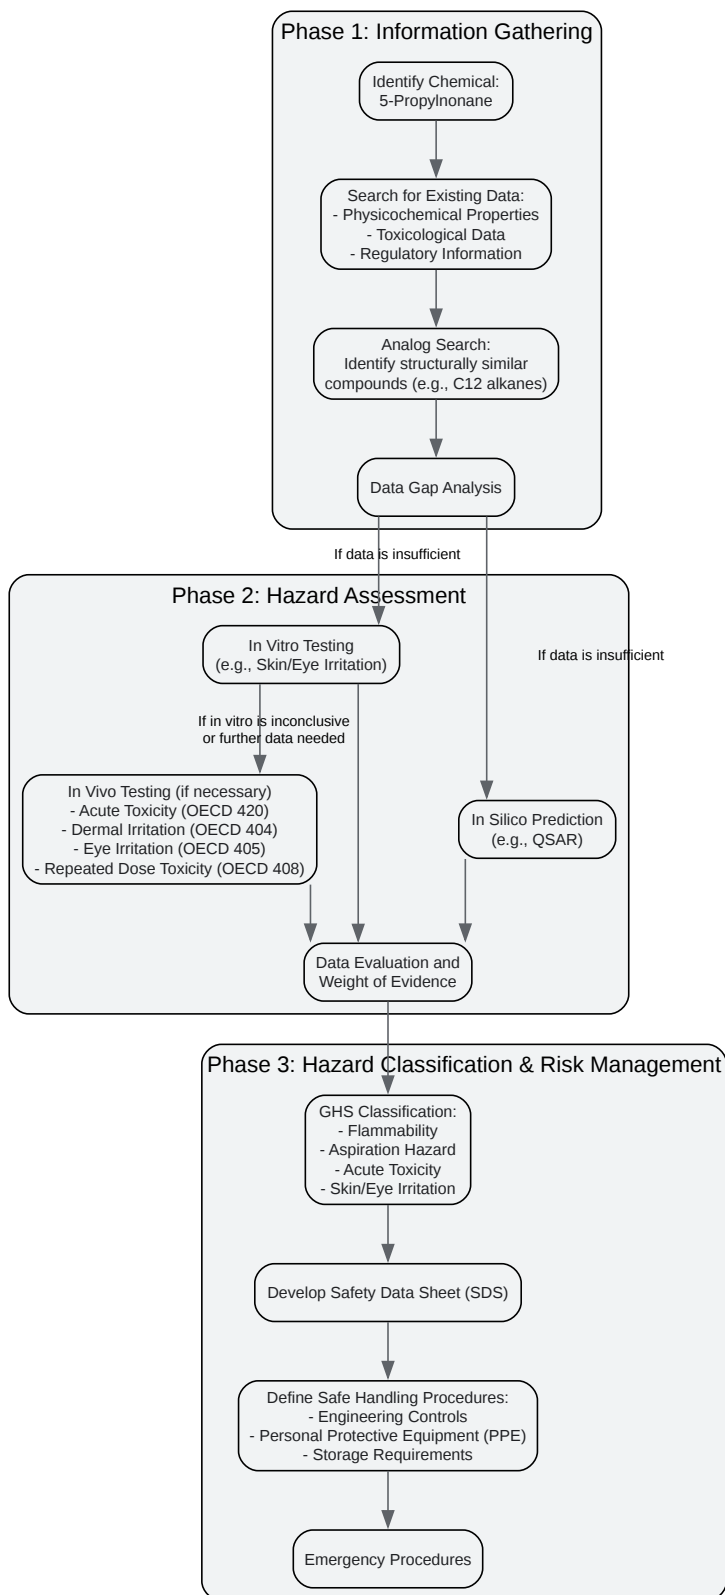 Phase 1: Information Gathering
Identify Chemical:
5-Propylnonane
Search for Existing Data:
- Physicochemical Properties
- Toxicological Data
- Regulatory Information
Analog Search:
Identify structurally similar
compounds (e.g., C12 alkanes)
Data Gap Analysis
If data is insufficient
Phase 2: Hazard Assessment
In Vitro Testing
(e.g., Skin/Eye Irritation)
If data is insufficient
If in vitro is inconclusive
or further data needed
In Vivo Testing (if necessary)
- Acute Toxicity (OECD 420)
- Dermal Irritation (OECD 404)
- Eye Irritation (OECD 405)
- Repeated Dose Toxicity (OECD 408)
In Silico Prediction
(e.g., QSAR)
Data Evaluation and
Weight of Evidence
Phase 3: Hazard Classification & Risk Management
GHS Classification:
- Flammability
- Aspiration Hazard
- Acute Toxicity
- Skin/Eye Irritation
Develop Safety Data Sheet (SDS)
Define Safe Handling Procedures:
- Engineering Controls
- Personal Protective Equipment (PPE)
- Storage Requirements
Emergency Procedures